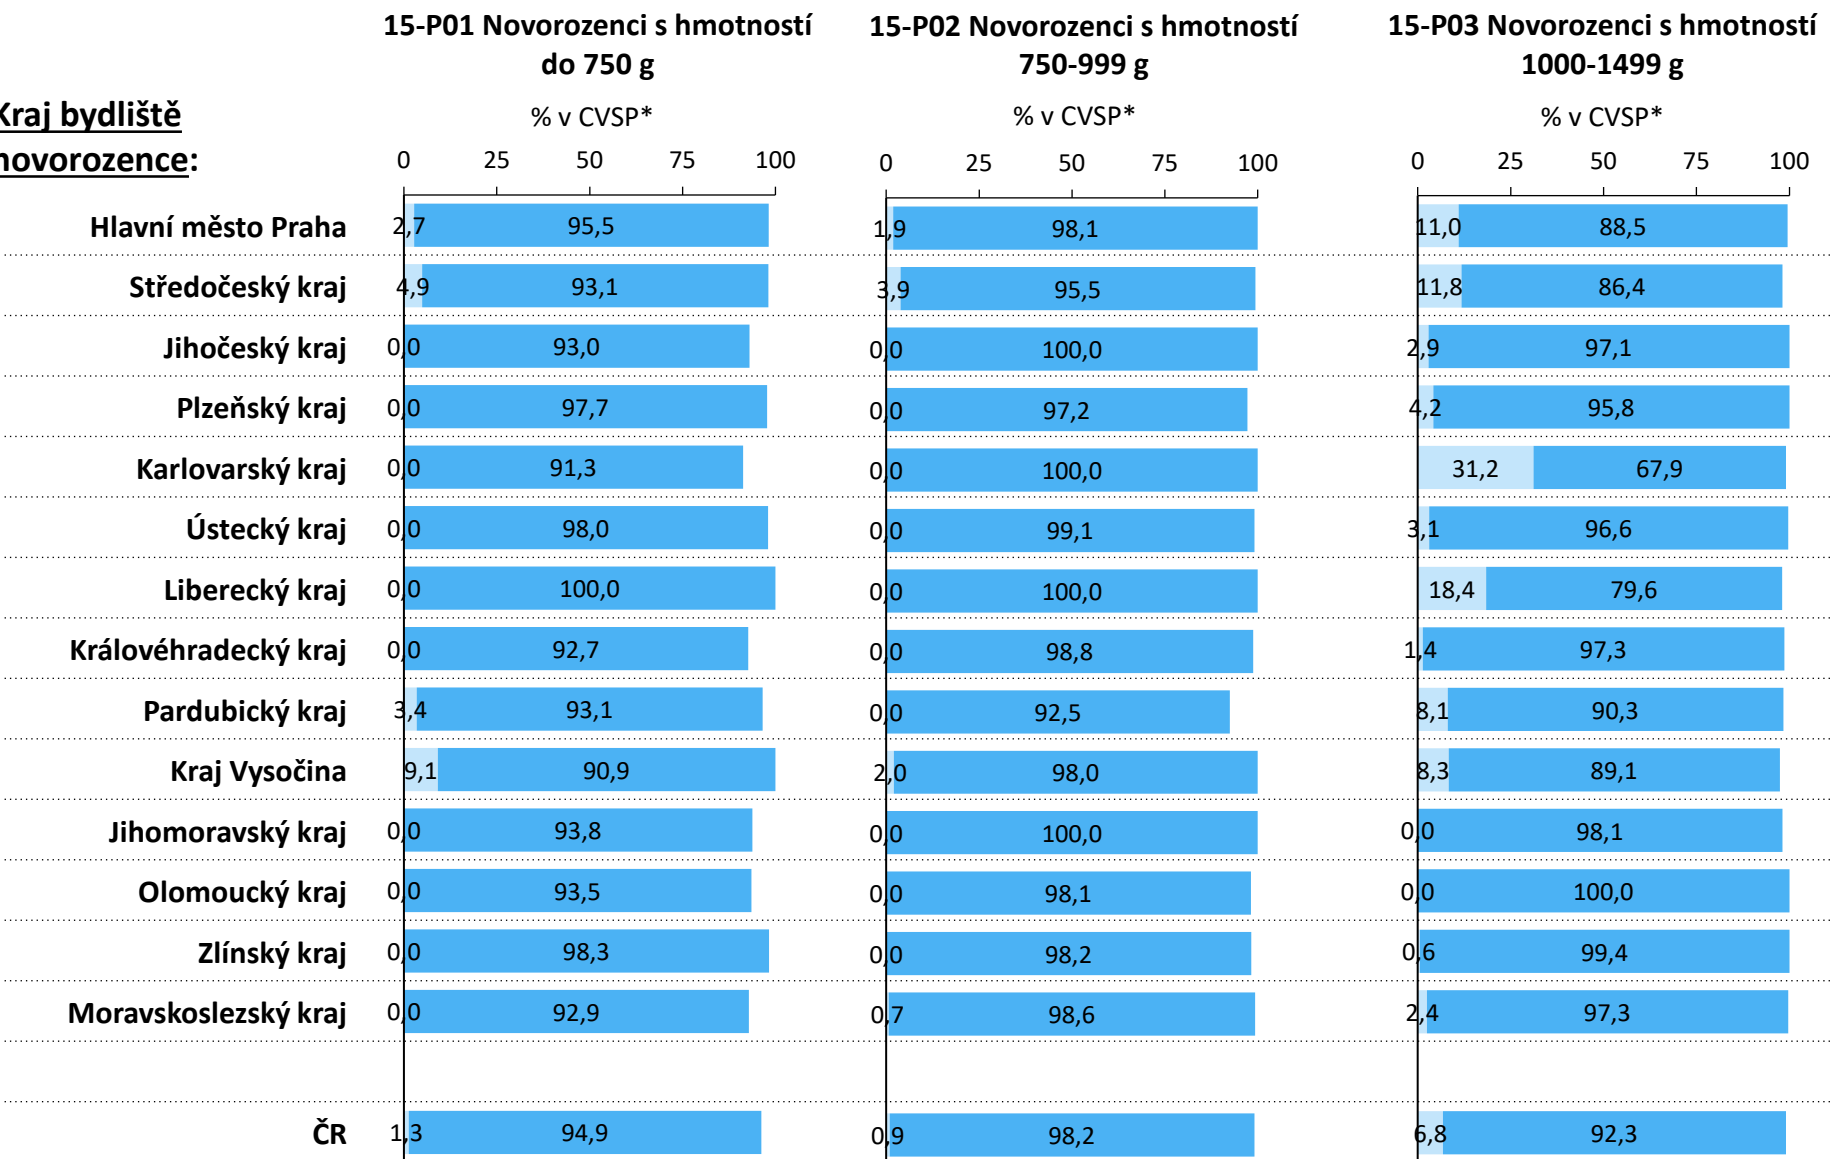 15-P01 Novorozenci s hmotností do 750 g
15-P02 Novorozenci s hmotností 750-999 g
15-P03 Novorozenci s hmotností 1000-1499 g
Kraj bydliště novorozence:
% v CVSP* % v CVSP* % v CVSP*
0 25 50 75 100 0 25 50 75 100 0 25 50 75 100
Hlavní město Praha 2,7 95,5 1,9 98,1 11,0 88,5
Středočeský kraj 4,9 93,1 3,9 95,5 11,8 86,4
Jihočeský kraj 0,0 93,0 0,0 100,0 2,9 97,1
Plzeňský kraj 0,0 97,7 0,0 97,2 4,2 95,8
Karlovarský kraj 0,0 91,3 0,0 100,0 31,2 67,9
Ústecký kraj 0,0 98,0 0,0 99,1 3,1 96,6
Liberecký kraj 0,0 100,0 0,0 100,0 18,4 79,6
Královéhradecký kraj 0,0 92,7 0,0 98,8 1,4 97,3
Pardubický kraj 3,4 93,1 0,0 92,5 8,1 90,3
Kraj Vysočina 9,1 90,9 2,0 98,0 8,3 89,1
Jihomoravský kraj 0,0 93,8 0,0 100,0 0,0 98,1
Olomoucký kraj 0,0 93,5 0,0 98,1 0,0 100,0
Zlínský kraj 0,0 98,3 0,0 98,2 0,6 99,4
Moravskoslezský kraj 0,0 92,9 0,7 98,6 2,4 97,3
ČR 1,3 94,9 0,9 98,2 6,8 92,3